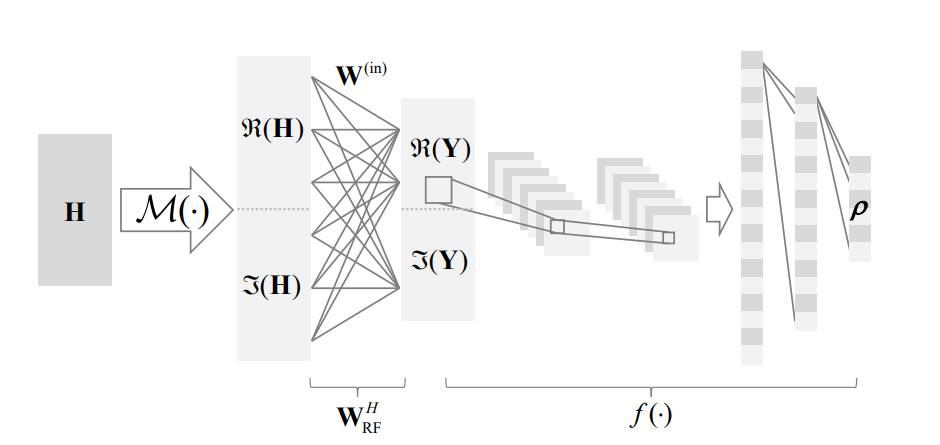 W^(in)
ℜ(H)
ℜ(Y)
H
ℳ(·)
ρ
ℑ(H)
ℑ(Y)
W_RF^H
f(·)